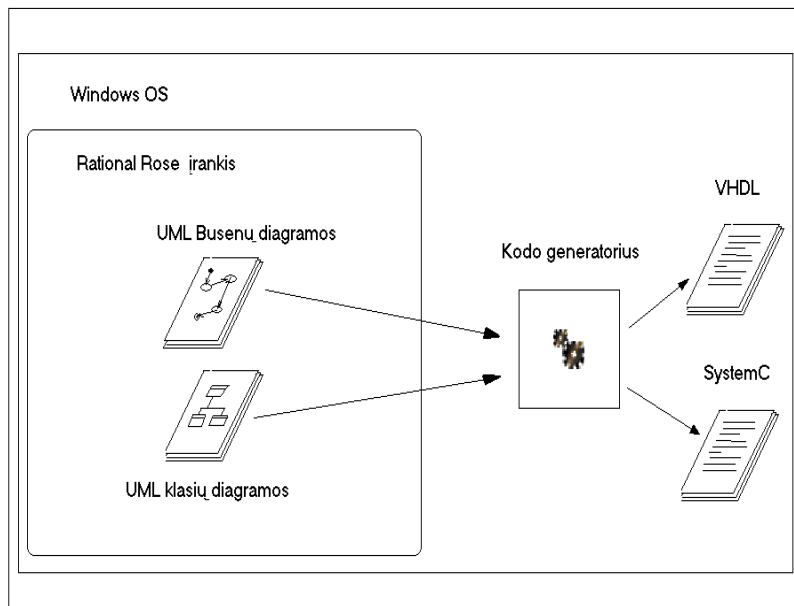 Windows OS
Rational Rose įrankis
UML Busenų diagramos
UML klasių diagramos
Kodo generatorius
VHDL
SystemC